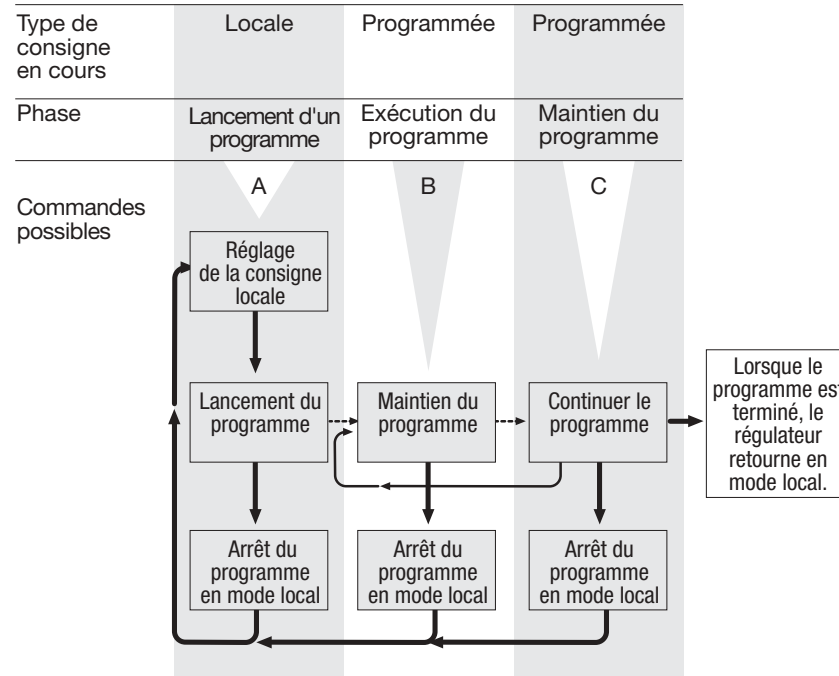 Type de
consigne
en cours
Locale
Programmée
Programmée
Phase
Lancement d'un
programme
Exécution du
programme
Maintien du
programme
Commandes
possibles
A
B
C
Réglage
de la consigne
locale
Lancement du
programme
Maintien du
programme
Continuer le
programme
Lorsque le
programme est
terminé, le
régulateur
retourne en
mode local.
Arrêt du
programme
en mode local
Arrêt du
programme
en mode local
Arrêt du
programme
en mode local